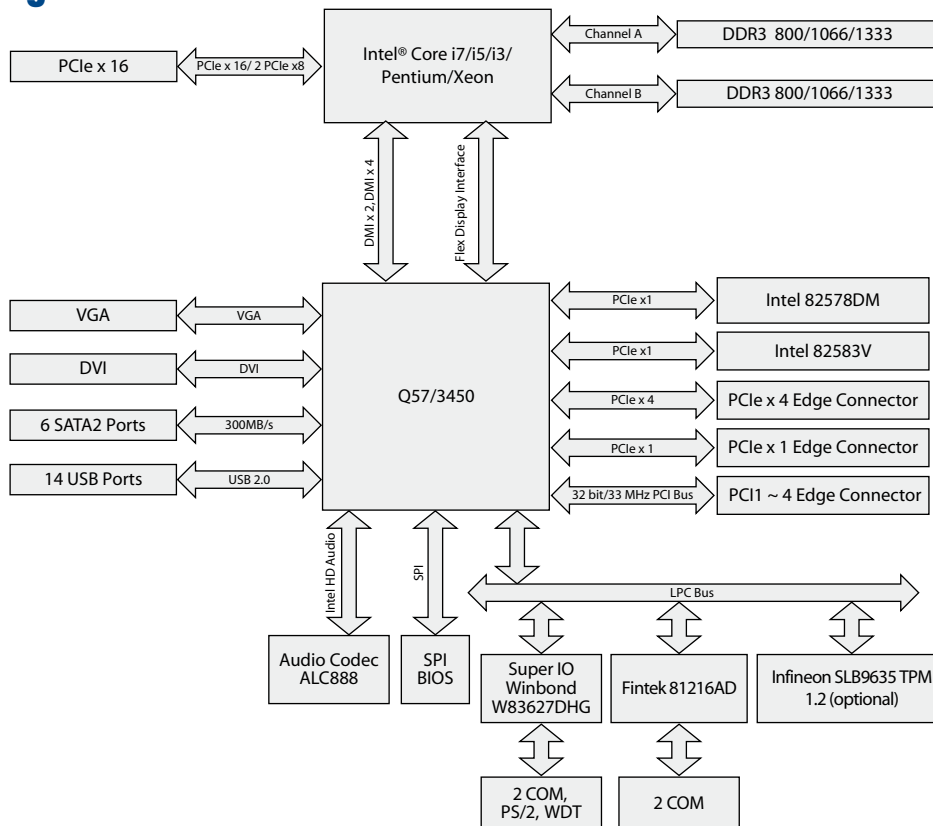 PCIe x 16
PCIe x 16/ 2 PCIe x8
Intel® Core i7/i5/i3/
Pentium/Xeon
Channel A
DDR3 800/1066/1333
Channel B
DDR3 800/1066/1333
DMI x 2,DMI x 4
Flex Display Interface
VGA
VGA
DVI
DVI
6 SATA2 Ports
300MB/s
14 USB Ports
USB 2.0
Q57/3450
PCIe x1
Intel 82578DM
PCIe x1
Intel 82583V
PCIe x 4
PCIe x 4 Edge Connector
PCIe x 1
PCIe x 1 Edge Connector
32 bit/33 MHz PCI Bus
PCI1 ~ 4 Edge Connector
Intel HD Audio
SPI
LPC Bus
Audio Codec
ALC888
SPI
BIOS
Super IO
Winbond
W83627DHG
Fintek 81216AD
Infineon SLB9635 TPM
1.2 (optional)
2 COM,
PS/2, WDT
2 COM